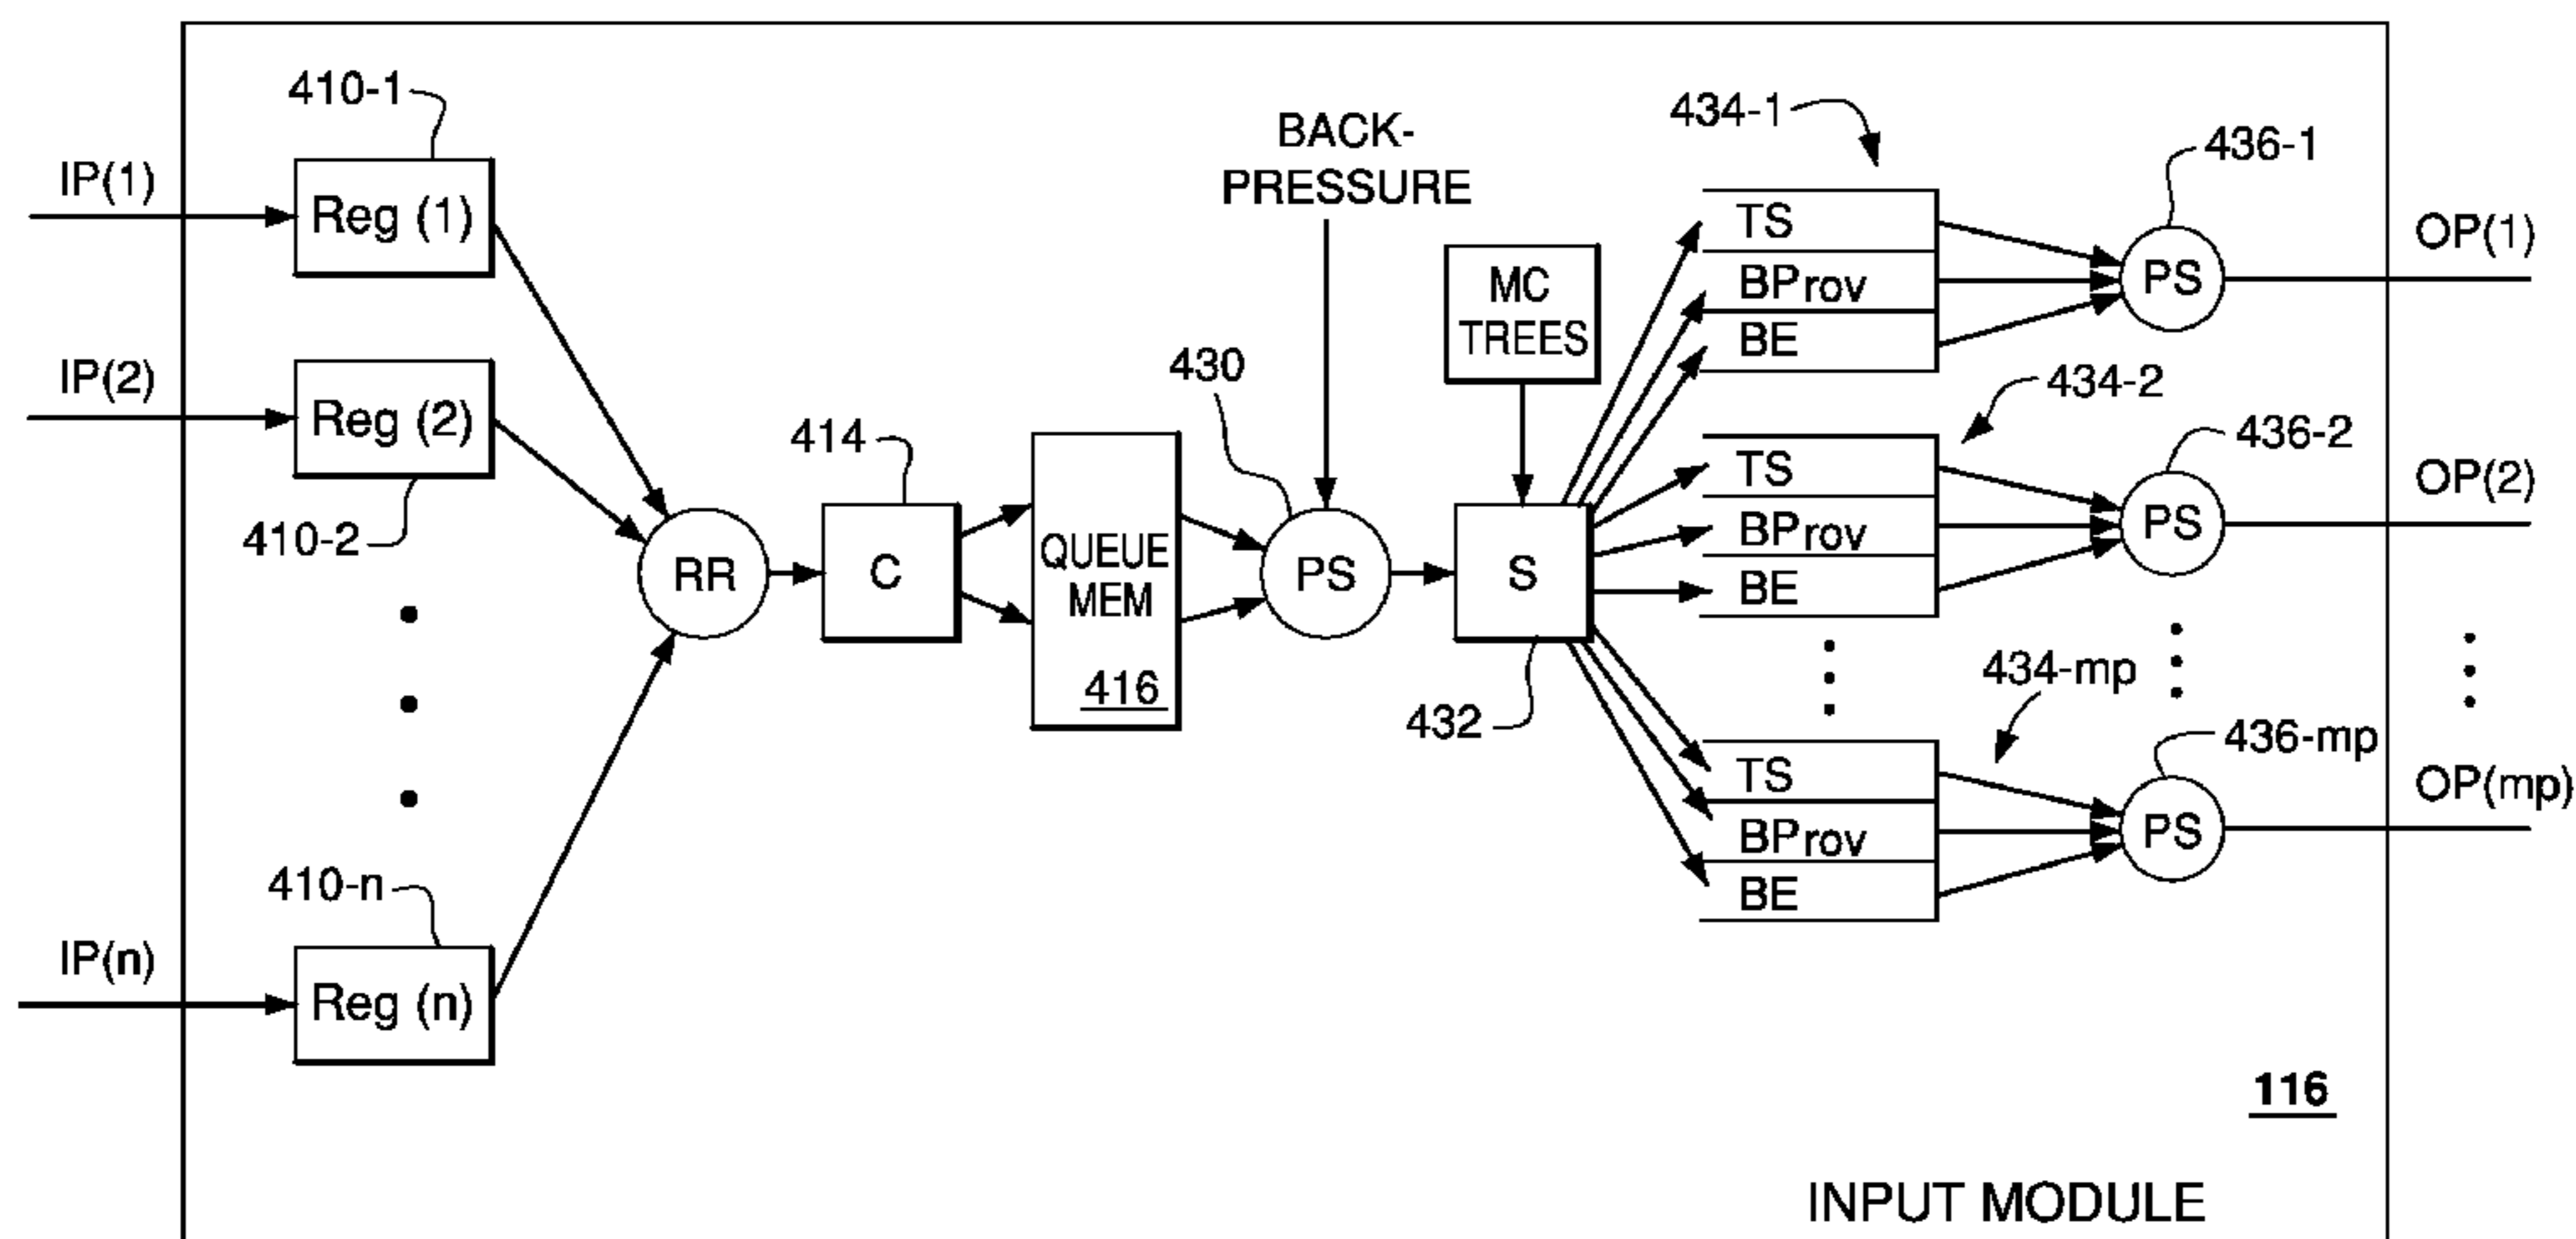 410-1
IP(1)
Reg (1)
IP(2)
Reg (2)
410-2
410-n
IP(n)
Reg (n)
RR
414
C
QUEUE
MEM
416
BACK-
PRESSURE
430
PS
MC
TREES
S
432
434-1
TS
BProv
BE
436-1
PS
OP(1)
434-2
TS
BProv
BE
436-2
PS
OP(2)
434-mp
TS
BProv
BE
436-mp
PS
OP(mp)
116
INPUT MODULE